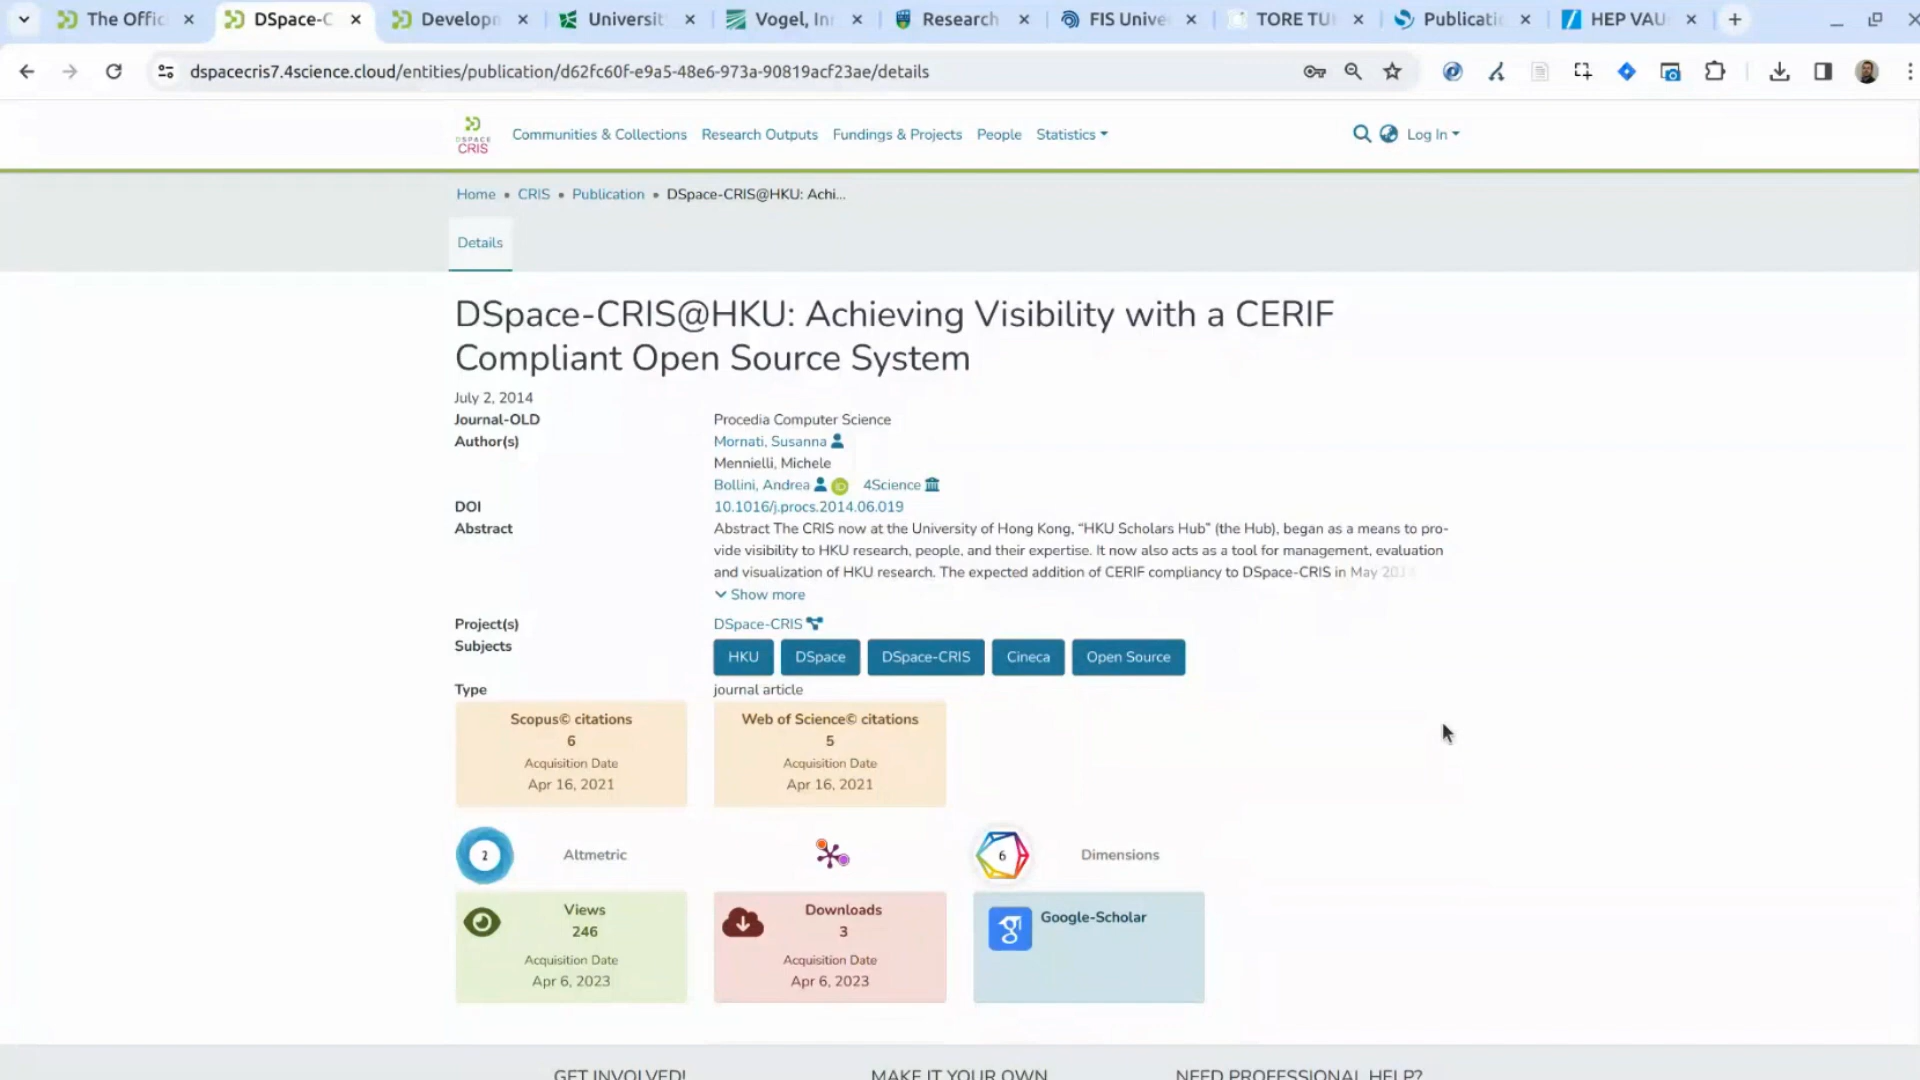 The Offic
DSpace-C
Developm
Universit
Vogel, In
Research
FIS Unive
TORE TU
Publicati
HEP VAU
dspacecris7.4science.cloud/entities/publication/d62fc60f-e9a5-48e6-973a-90819acf23ae/details
DSPACE
CRIS
Communities & Collections
Research Outputs
Fundings & Projects
People
Statistics
Log In
Home • CRIS • Publication • DSpace-CRIS@HKU: Achi...
Details
DSpace-CRIS@HKU: Achieving Visibility with a CERIF
Compliant Open Source System
July 2, 2014
Journal-OLD Procedia Computer Science
Author(s) Mornati, Susanna
Mennielli, Michele
Bollini, Andrea iD 4Science
DOI 10.1016/j.procs.2014.06.019
Abstract Abstract The CRIS now at the University of Hong Kong, “HKU Scholars Hub” (the Hub), began as a means to pro-
vide visibility to HKU research, people, and their expertise. It now also acts as a tool for management, evaluation
and visualization of HKU research. The expected addition of CERIF compliancy to DSpace-CRIS in May 201
Show more
Project(s) DSpace-CRIS
Subjects HKU DSpace DSpace-CRIS Cineca Open Source
Type journal article
Scopus© citations
6
Acquisition Date
Apr 16, 2021
Web of Science© citations
5
Acquisition Date
Apr 16, 2021
2 Altmetric
6 Dimensions
Views
246
Acquisition Date
Apr 6, 2023
Downloads
3
Acquisition Date
Apr 6, 2023
Google-Scholar
GET INVOLVED!
MAKE IT YOUR OWN
NEED PROFESSIONAL HELP?